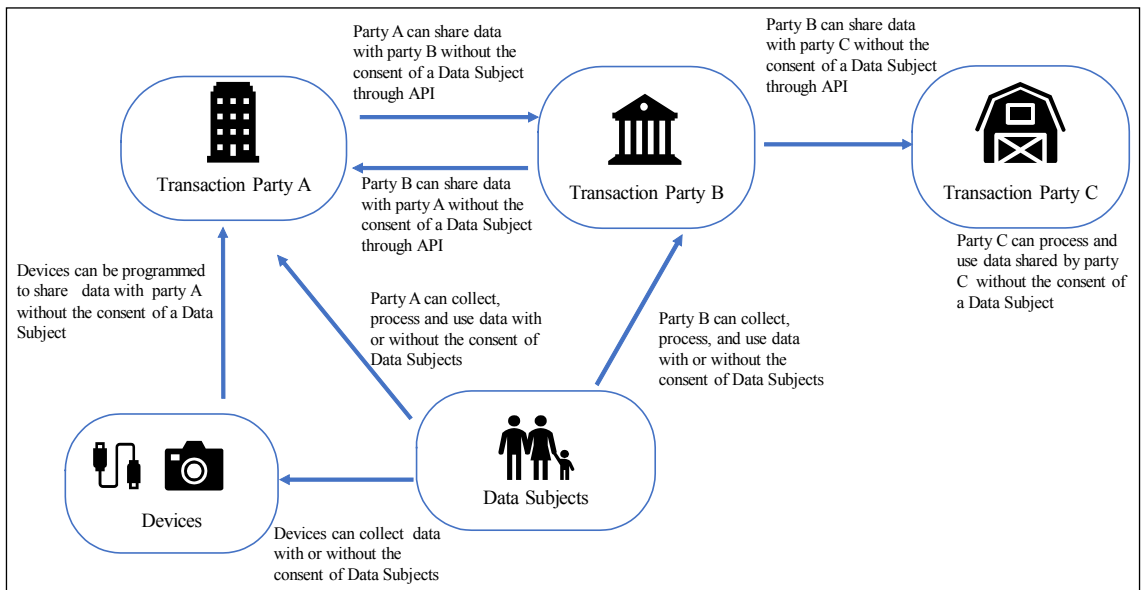 Party A can share data
with party B without the
consent of a Data Subject
through API
Party B can share data
with party C without the
consent of a Data Subject
through API
Transaction Party A
Transaction Party B
Transaction Party C
Party B can share data
with party A without the
consent of a Data Subject
through API
Party C can process and
use data shared by party
C without the consent of
a Data Subject
Devices can be programmed
to share data with party A
without the consent of a Data
Subject
Party A can collect,
process and use data with
or without the consent of
Data Subjects
Party B can collect,
process, and use data
with or without the
consent of Data Subjects
Devices
Data Subjects
Devices can collect data
with or without the
consent of Data Subjects